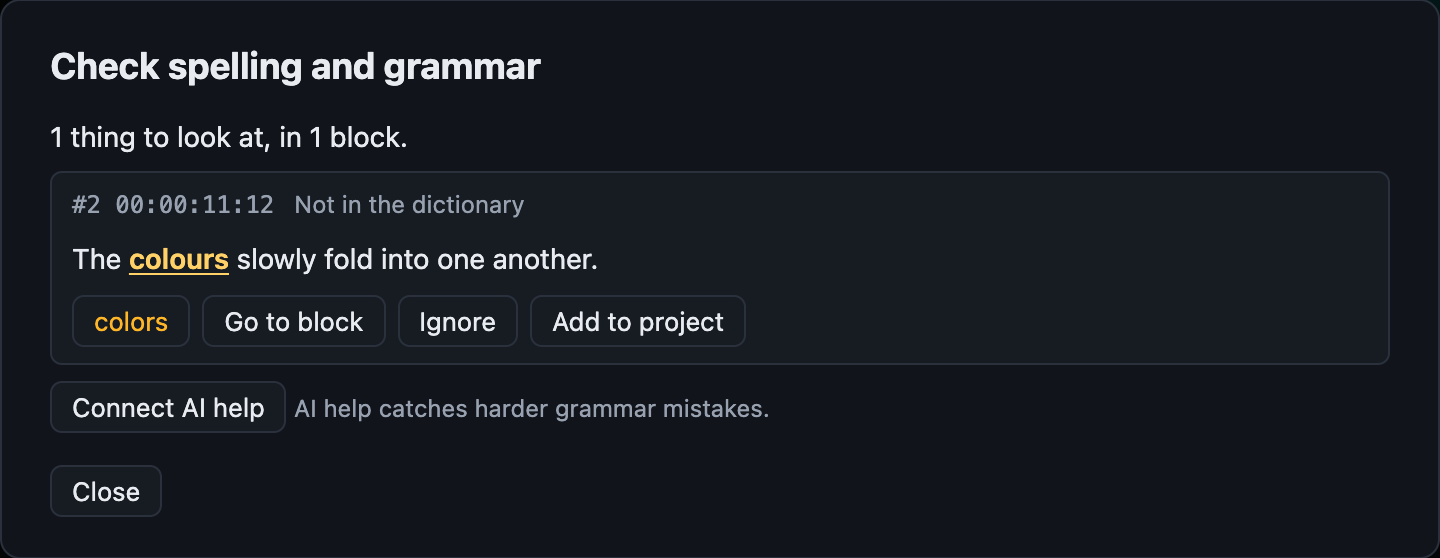 Check spelling and grammar
1 thing to look at, in 1 block.
#2 00:00:11:12 Not in the dictionary
The colours slowly fold into one another.
colors Go to block Ignore Add to project
Connect AI help AI help catches harder grammar mistakes.
Close